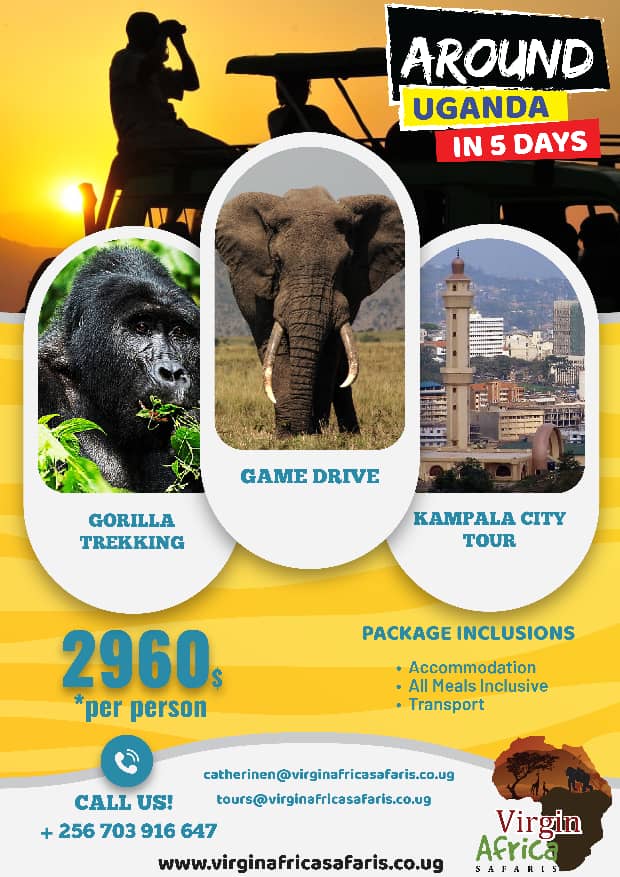 AROUND
UGANDA
IN 5 DAYS
GAME DRIVE
GORILLA
TREKKING
KAMPALA CITY
TOUR
2960$
*per person
PACKAGE INCLUSIONS
• Accommodation
• All Meals Inclusive
• Transport
CALL US!
+ 256 703 916 647
catherinen@virginafricasafaris.co.ug
tours@virginafricasafaris.co.ug
www.virginafricasafaris.co.ug
Virgin
Africa
SAFARIS